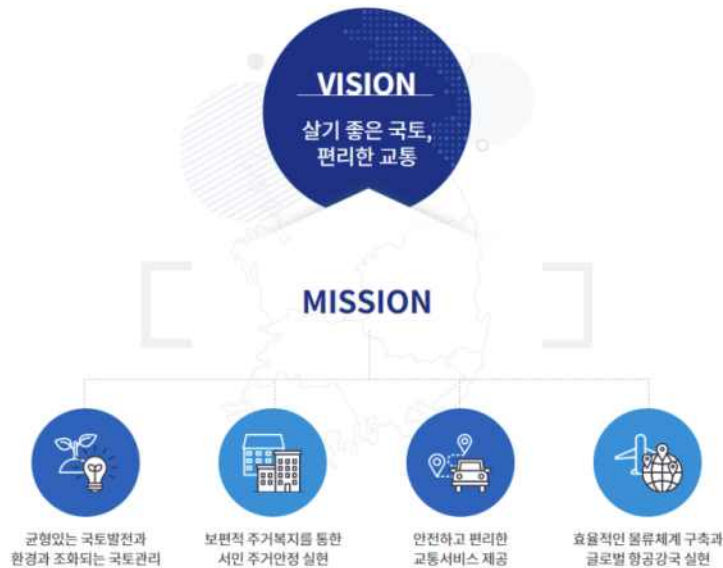 VISION
살기 좋은 국토,
편리한 교통
MISSION
균형있는 국토발전과
환경과 조화되는 국토관리
보편적 주거복지를 통한
서민 주거안정 실현
안전하고 편리한
교통서비스 제공
효율적인 물류체계 구축과
글로벌 항공강국 실현